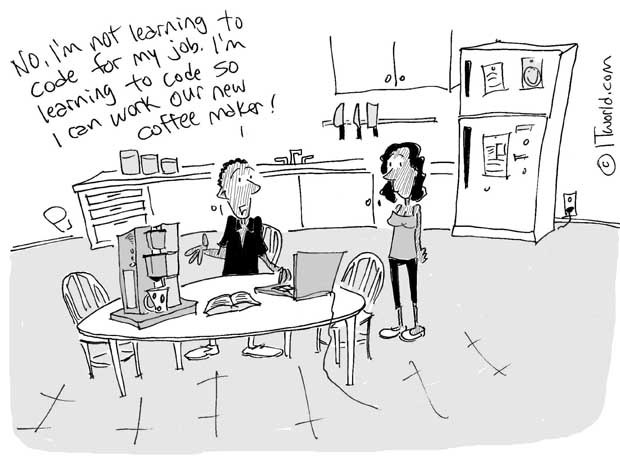 No, I'm not learning to
code for my job. I'm
learning to code so
I can work our new
coffee maker!
© ITworld.com